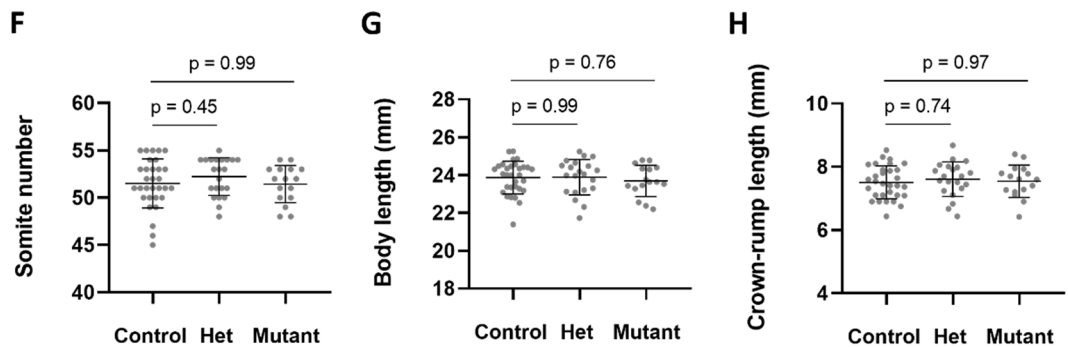 F
p = 0.99
p = 0.45
Somite number
60
55
50
45
40
Control Het Mutant
G
p = 0.76
p = 0.99
Body length (mm)
28
26
24
22
20
18
Control Het Mutant
H
p = 0.97
p = 0.74
Crown-rump length (mm)
10
8
6
4
Control Het Mutant